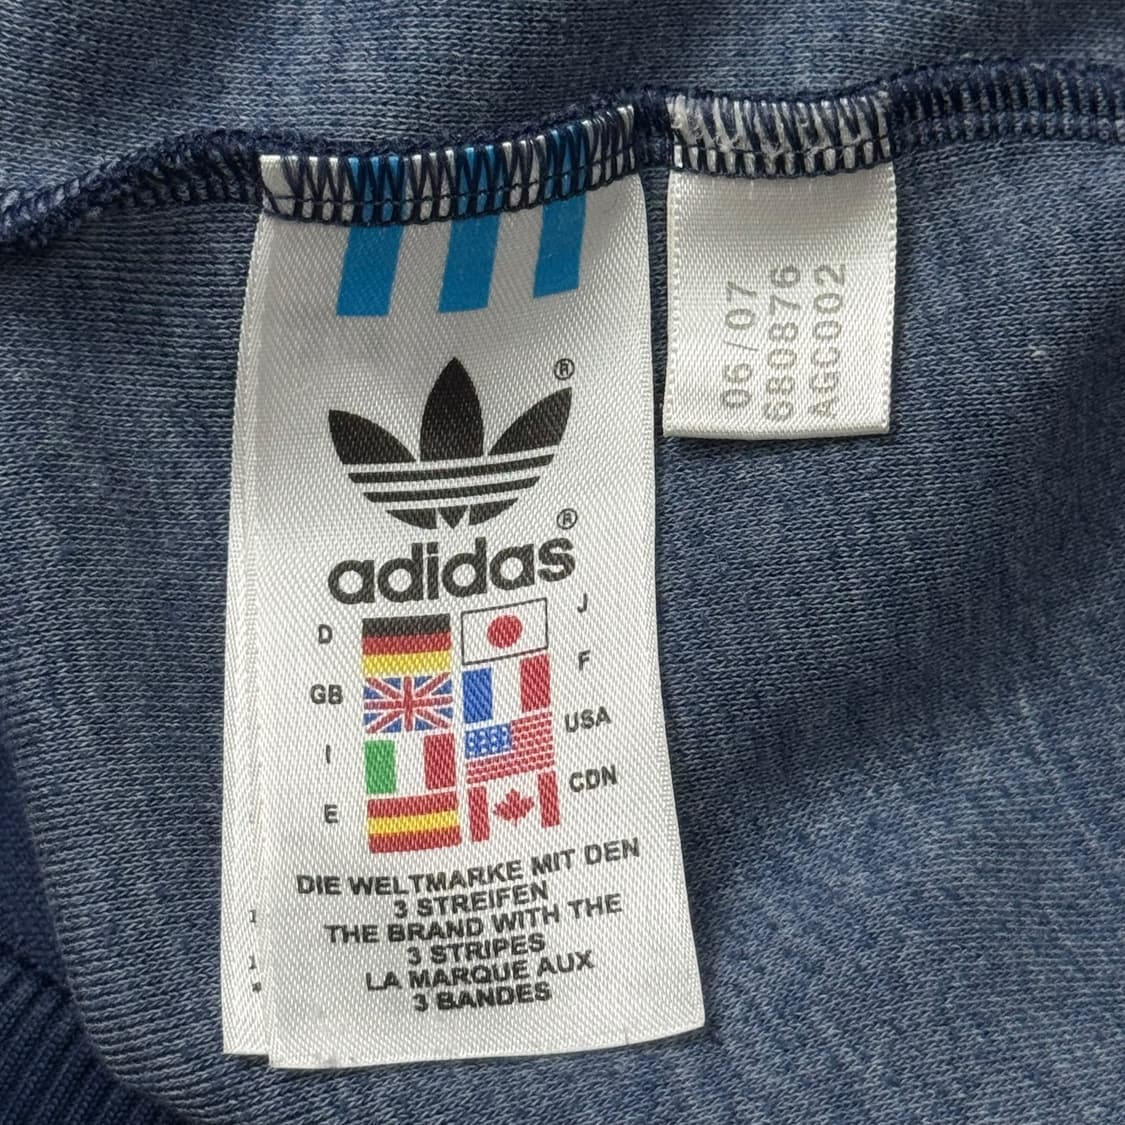 ®
®
adidas
D
J
GB
F
I
USA
E
CDN
DIE WELTMARKE MIT DEN
3 STREIFEN
THE BRAND WITH THE
3 STRIPES
LA MARQUE AUX
3 BANDES
06/07
680876
AGC002